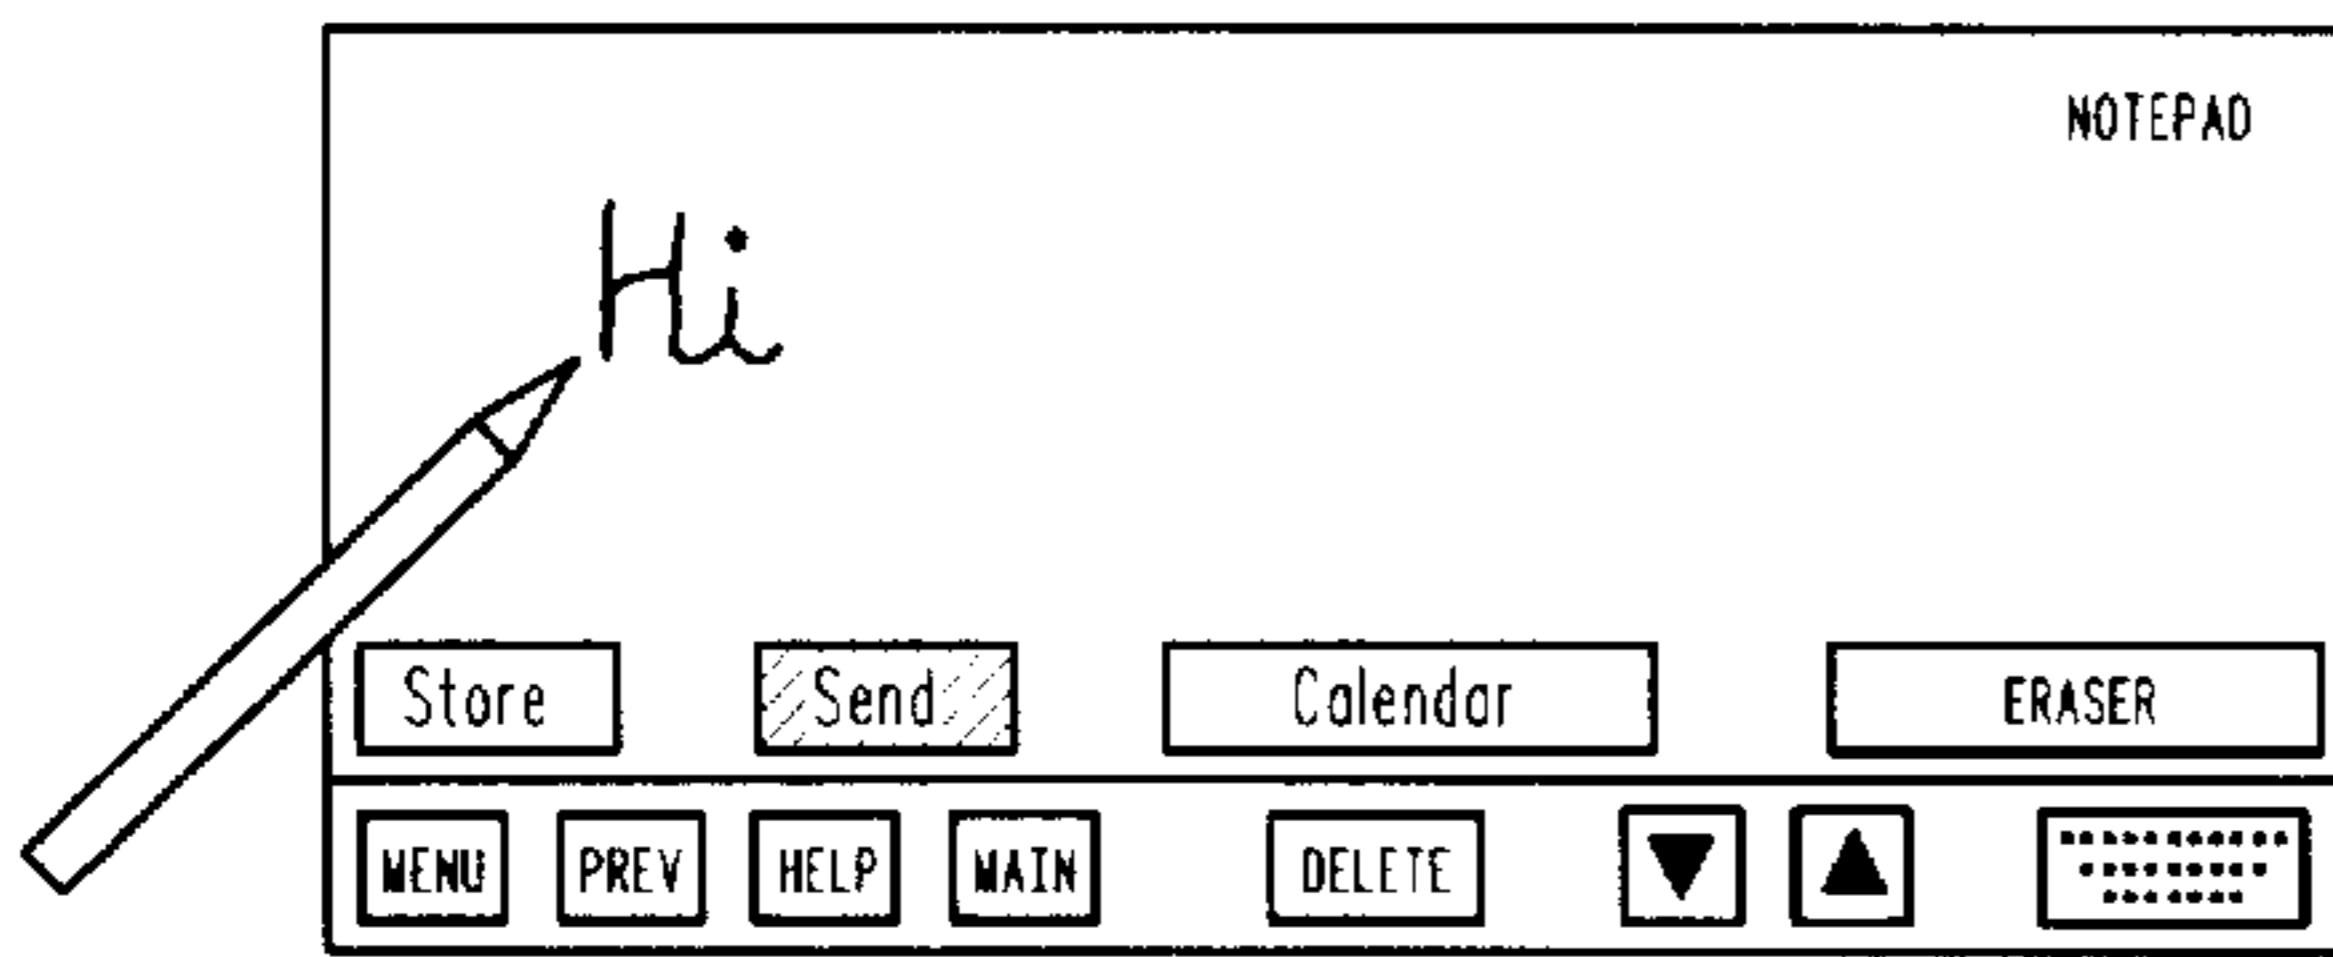 NOTEPAD
Hi
Store Send Calendar ERASER
MENU PREV HELP MAIN DELETE